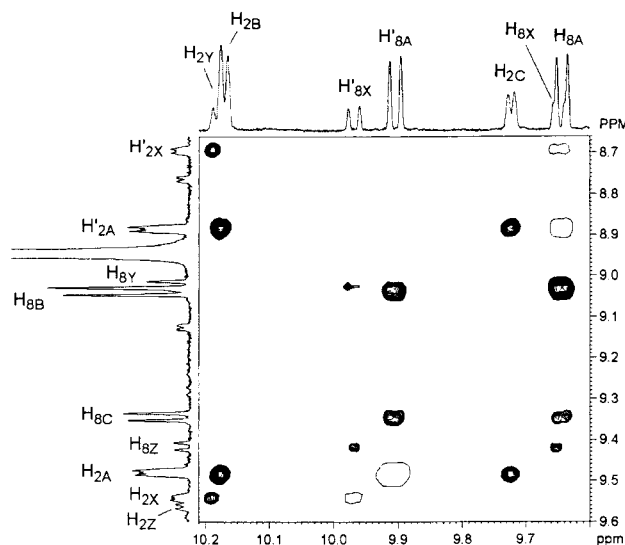 H2B
H2Y
H'8A
H8X
H8A
H'8X
H2C
PPM
H'2X
8.7
8.8
H'2A
8.9
H8Y
9.0
H8B
9.1
9.2
9.3
H8C
H8Z
9.4
H2A
9.5
H2X
H2Z
9.6
10.2
10.1
10.0
9.9
9.8
9.7
ppm